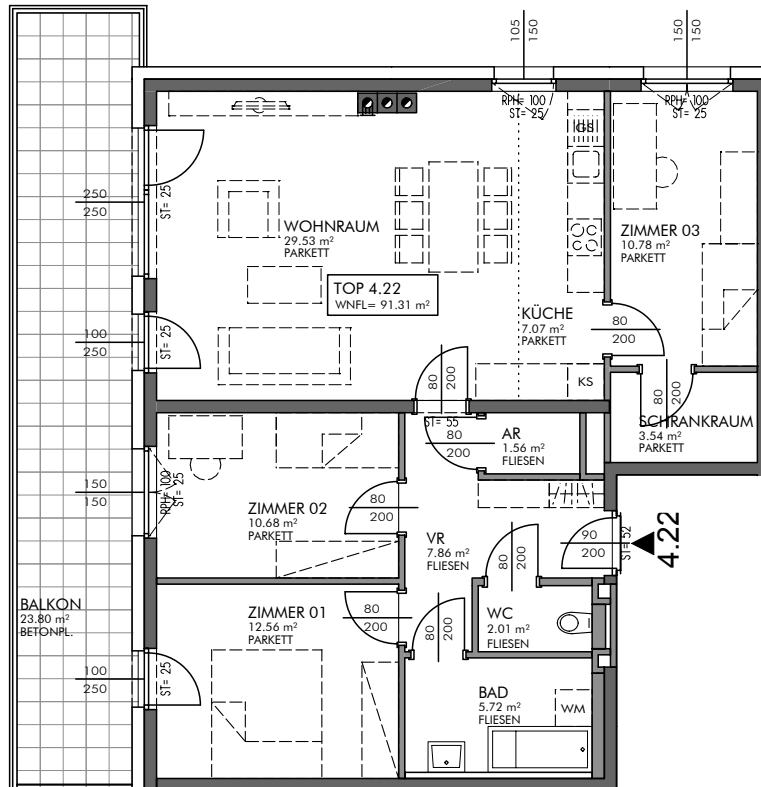 105
150
150
150
RPH= 100
ST= 25
RPH= 100
ST= 25
GS
250
250
ST= 25
WOHNRAUM
29.53 m²
PARKETT
ZIMMER 03
10.78 m²
PARKETT
TOP 4.22
WNFL= 91.31 m²
KÜCHE
7.07 m²
PARKETT
80
200
100
250
ST= 25
80
200
KS
80
200
SCHRANKRAUM
3.54 m²
PARKETT
ST= 55
80
200
AR
1.56 m²
FLIESEN
150
150
RPH= 100
ST= 25
ZIMMER 02
10.68 m²
PARKETT
80
200
VR
7.86 m²
FLIESEN
80
200
90
200
ST= 52
4.22
BALKON
23.80 m²
BETONPL.
ZIMMER 01
12.56 m²
PARKETT
80
200
80
200
WC
2.01 m²
FLIESEN
100
250
ST= 25
BAD
5.72 m²
FLIESEN
WM